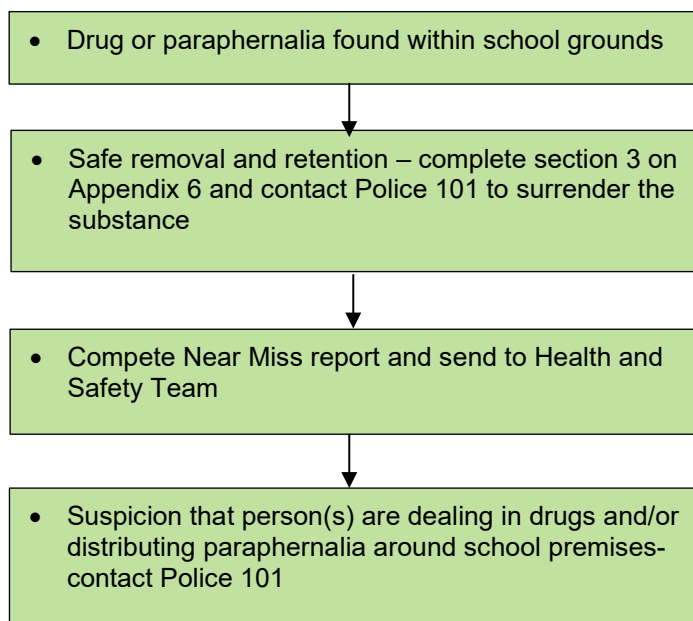 • Drug or paraphernalia found within school grounds
• Safe removal and retention – complete section 3 on
Appendix 6 and contact Police 101 to surrender the
substance
• Compete Near Miss report and send to Health and
Safety Team
• Suspicion that person(s) are dealing in drugs and/or
distributing paraphernalia around school premises-
contact Police 101